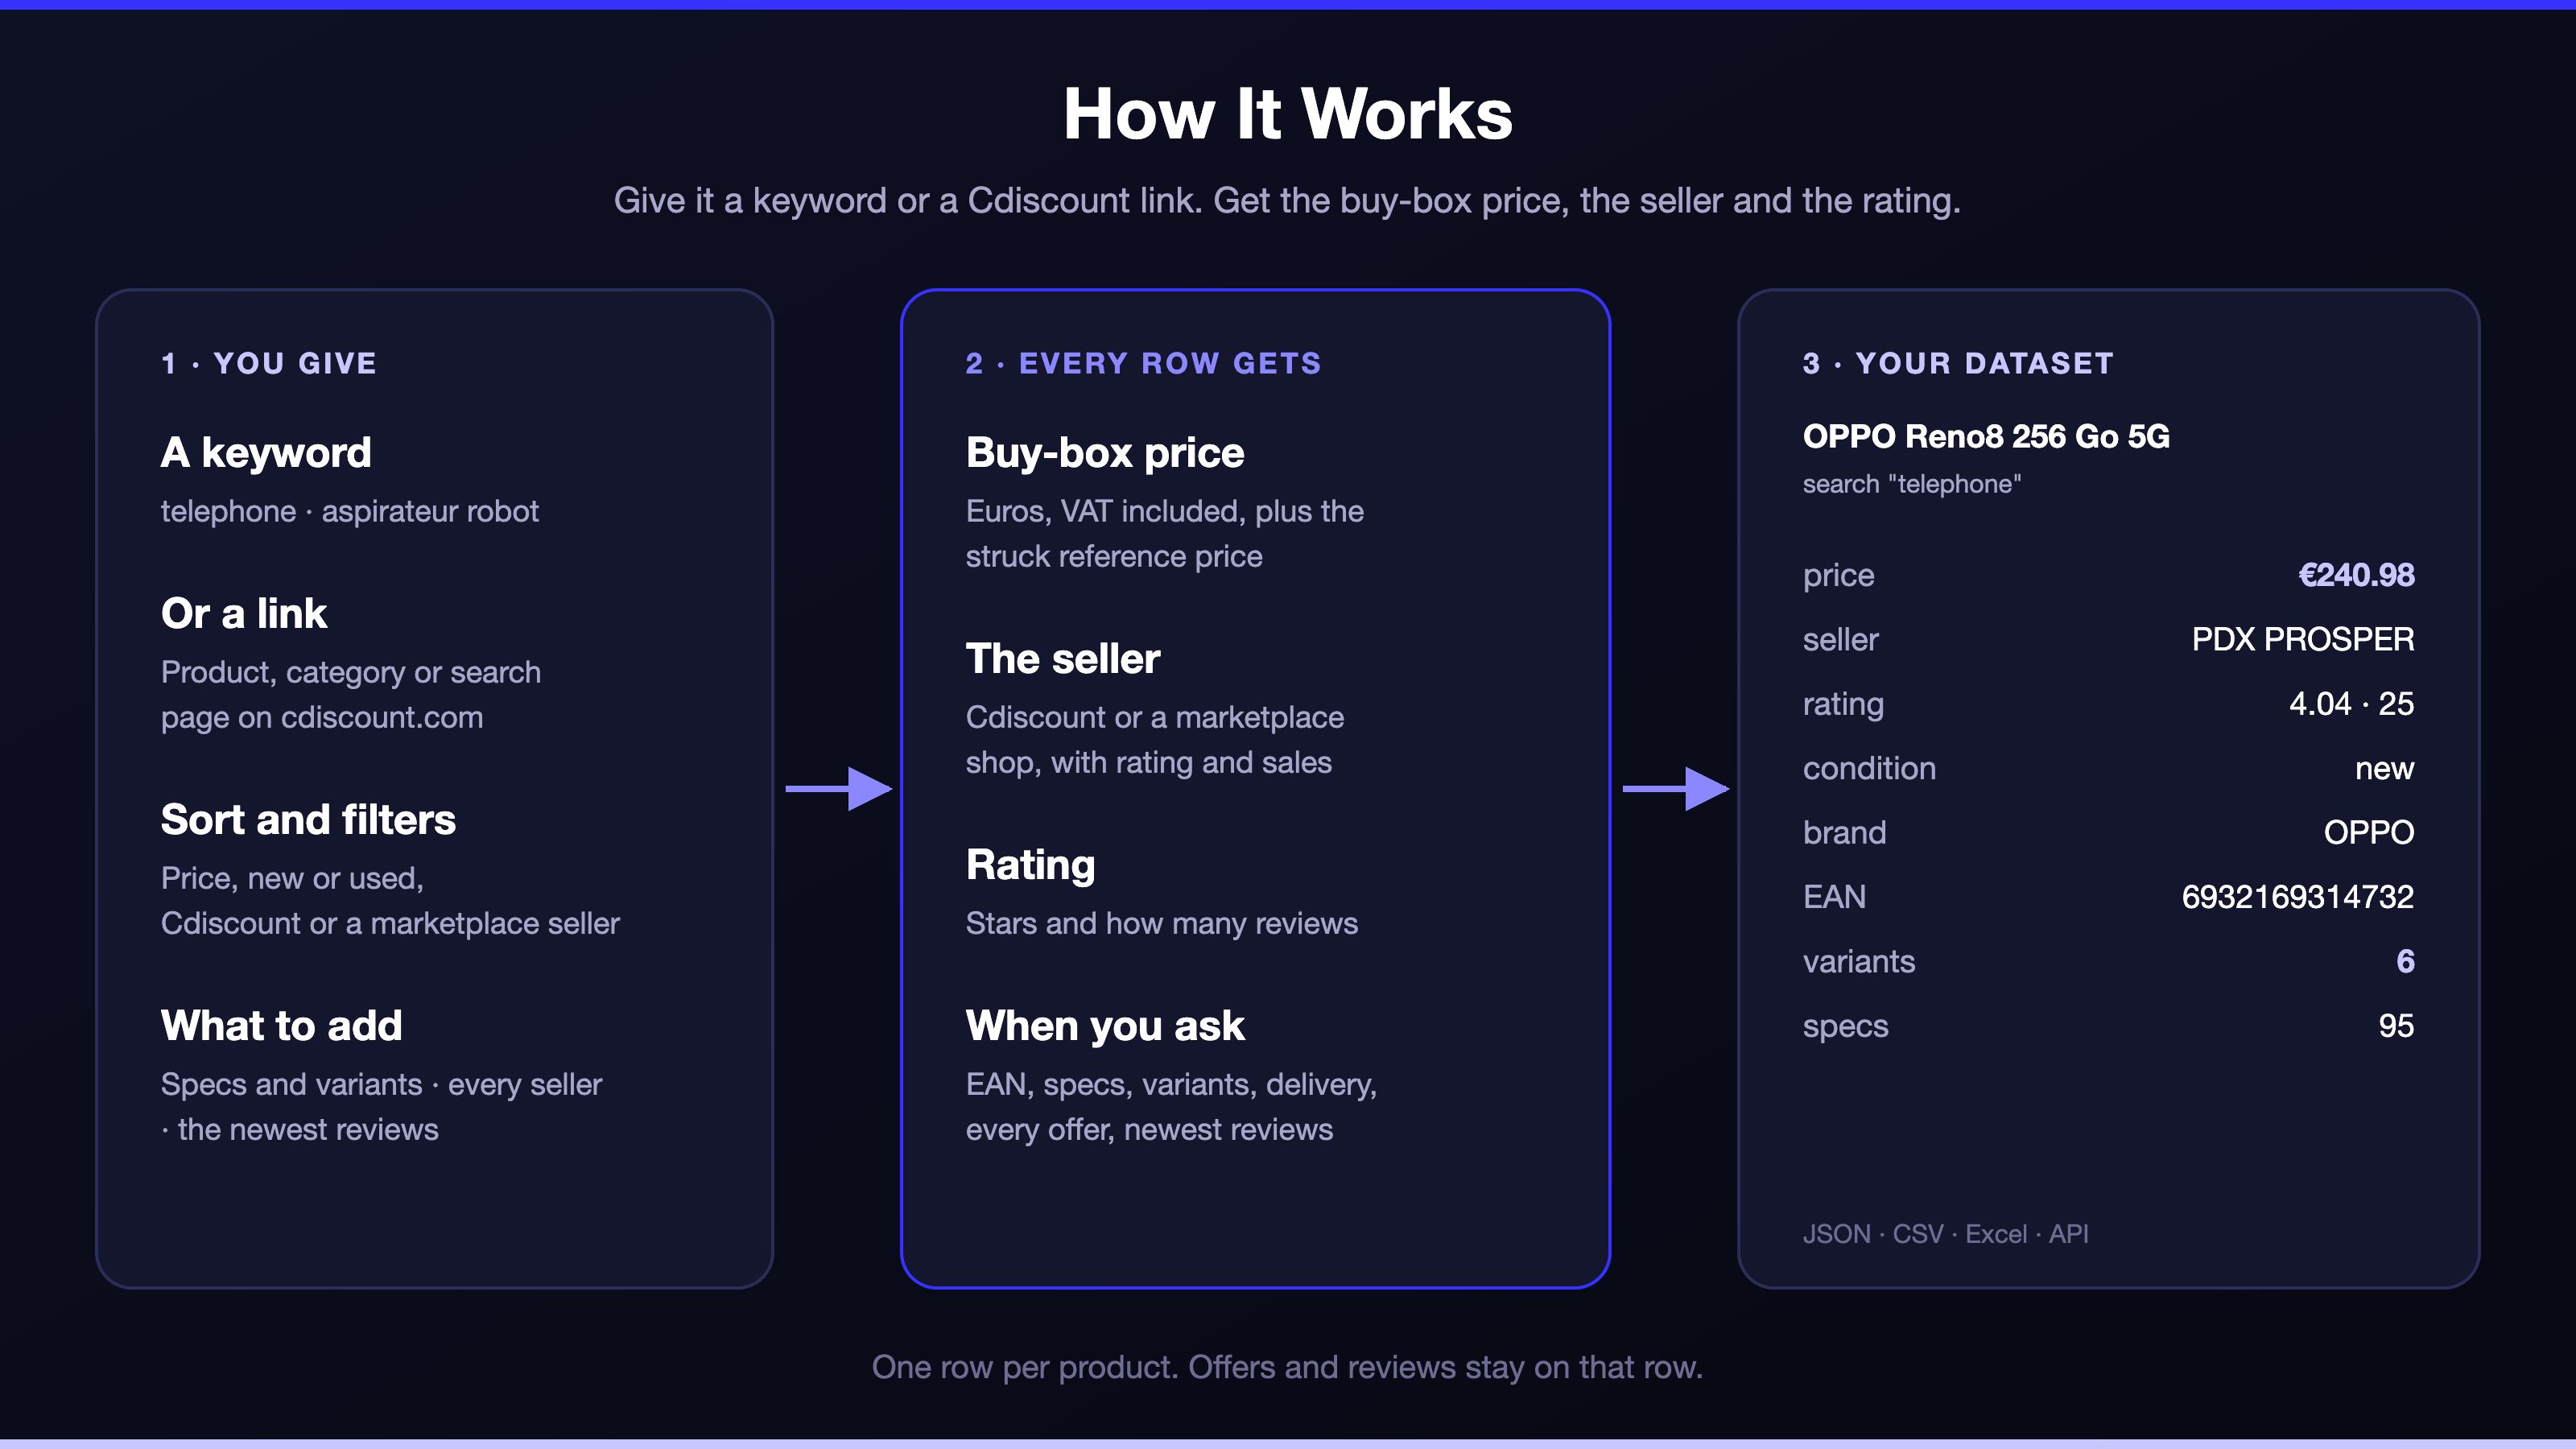 How It Works
Give it a keyword or a Cdiscount link. Get the buy-box price, the seller and the rating.
1 · YOU GIVE
A keyword
telephone · aspirateur robot
Or a link
Product, category or search
page on cdiscount.com
Sort and filters
Price, new or used,
Cdiscount or a marketplace seller
What to add
Specs and variants · every seller
· the newest reviews
2 · EVERY ROW GETS
Buy-box price
Euros, VAT included, plus the
struck reference price
The seller
Cdiscount or a marketplace
shop, with rating and sales
Rating
Stars and how many reviews
When you ask
EAN, specs, variants, delivery,
every offer, newest reviews
3 · YOUR DATASET
OPPO Reno8 256 Go 5G
search "telephone"
price €240.98
seller PDX PROSPER
rating 4.04 · 25
condition new
brand OPPO
EAN 6932169314732
variants 6
specs 95
JSON · CSV · Excel · API
One row per product. Offers and reviews stay on that row.